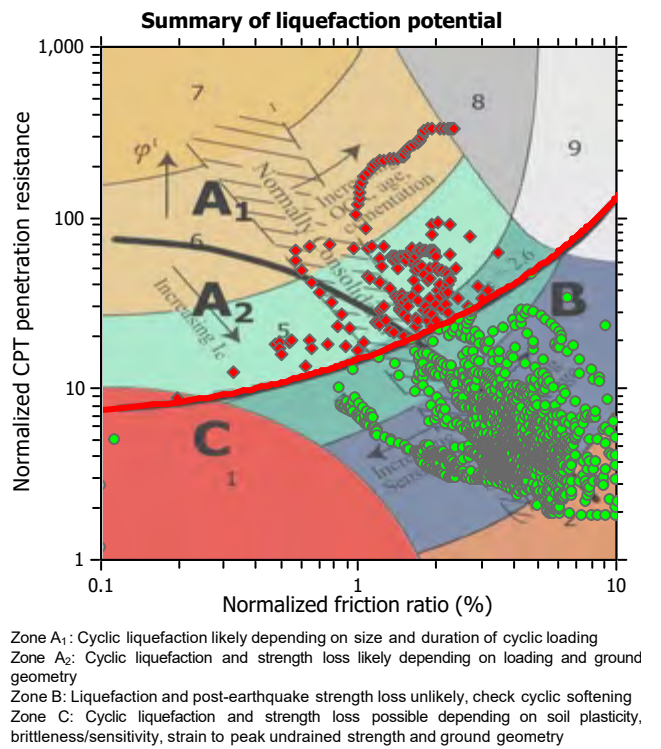 Summary of liquefaction potential
1,000
100
10
1
0.1
1
10
Normalized CPT penetration resistance
Normalized friction ratio (%)
7
8
9
φ'
A1
6
A2
5
2.6
B
C
1
2
Normally Consolida
Increasing Ic
OC age,
cementation
Zone A1: Cyclic liquefaction likely depending on size and duration of cyclic loading
Zone A2: Cyclic liquefaction and strength loss likely depending on loading and ground
geometry
Zone B: Liquefaction and post-earthquake strength loss unlikely, check cyclic softening
Zone C: Cyclic liquefaction and strength loss possible depending on soil plasticity,
brittleness/sensitivity, strain to peak undrained strength and ground geometry